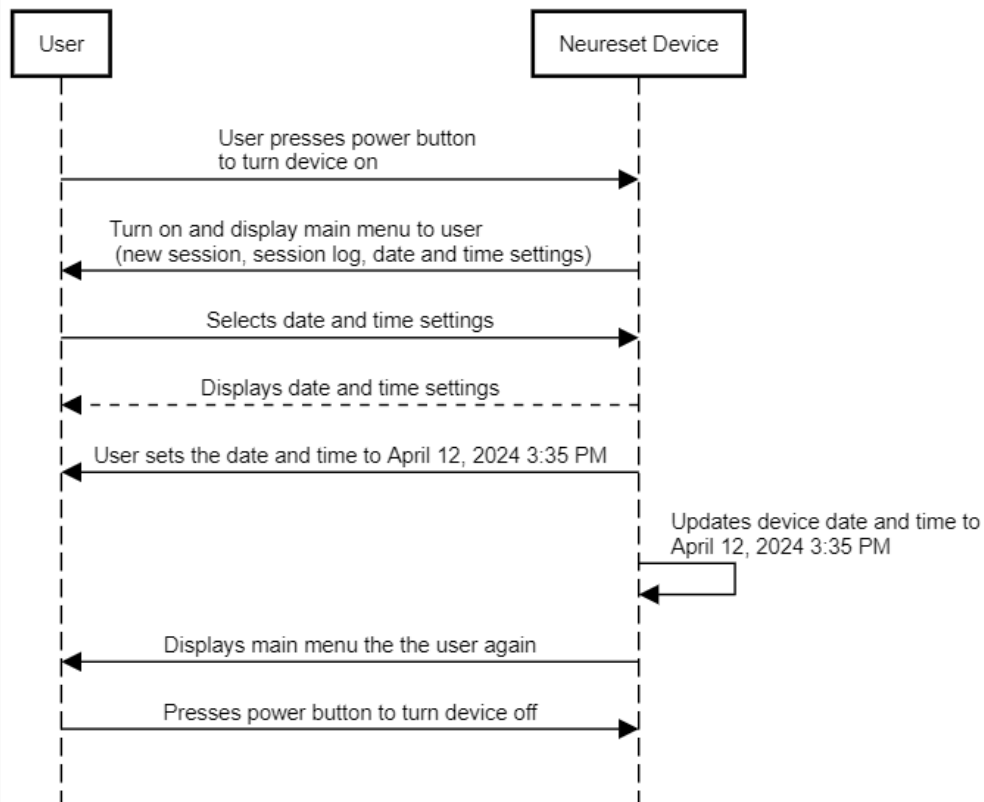 User
Neureset Device
User presses power button
to turn device on
Turn on and display main menu to user
(new session, session log, date and time settings)
Selects date and time settings
Displays date and time settings
User sets the date and time to April 12, 2024 3:35 PM
Updates device date and time to
April 12, 2024 3:35 PM
Displays main menu the the user again
Presses power button to turn device off